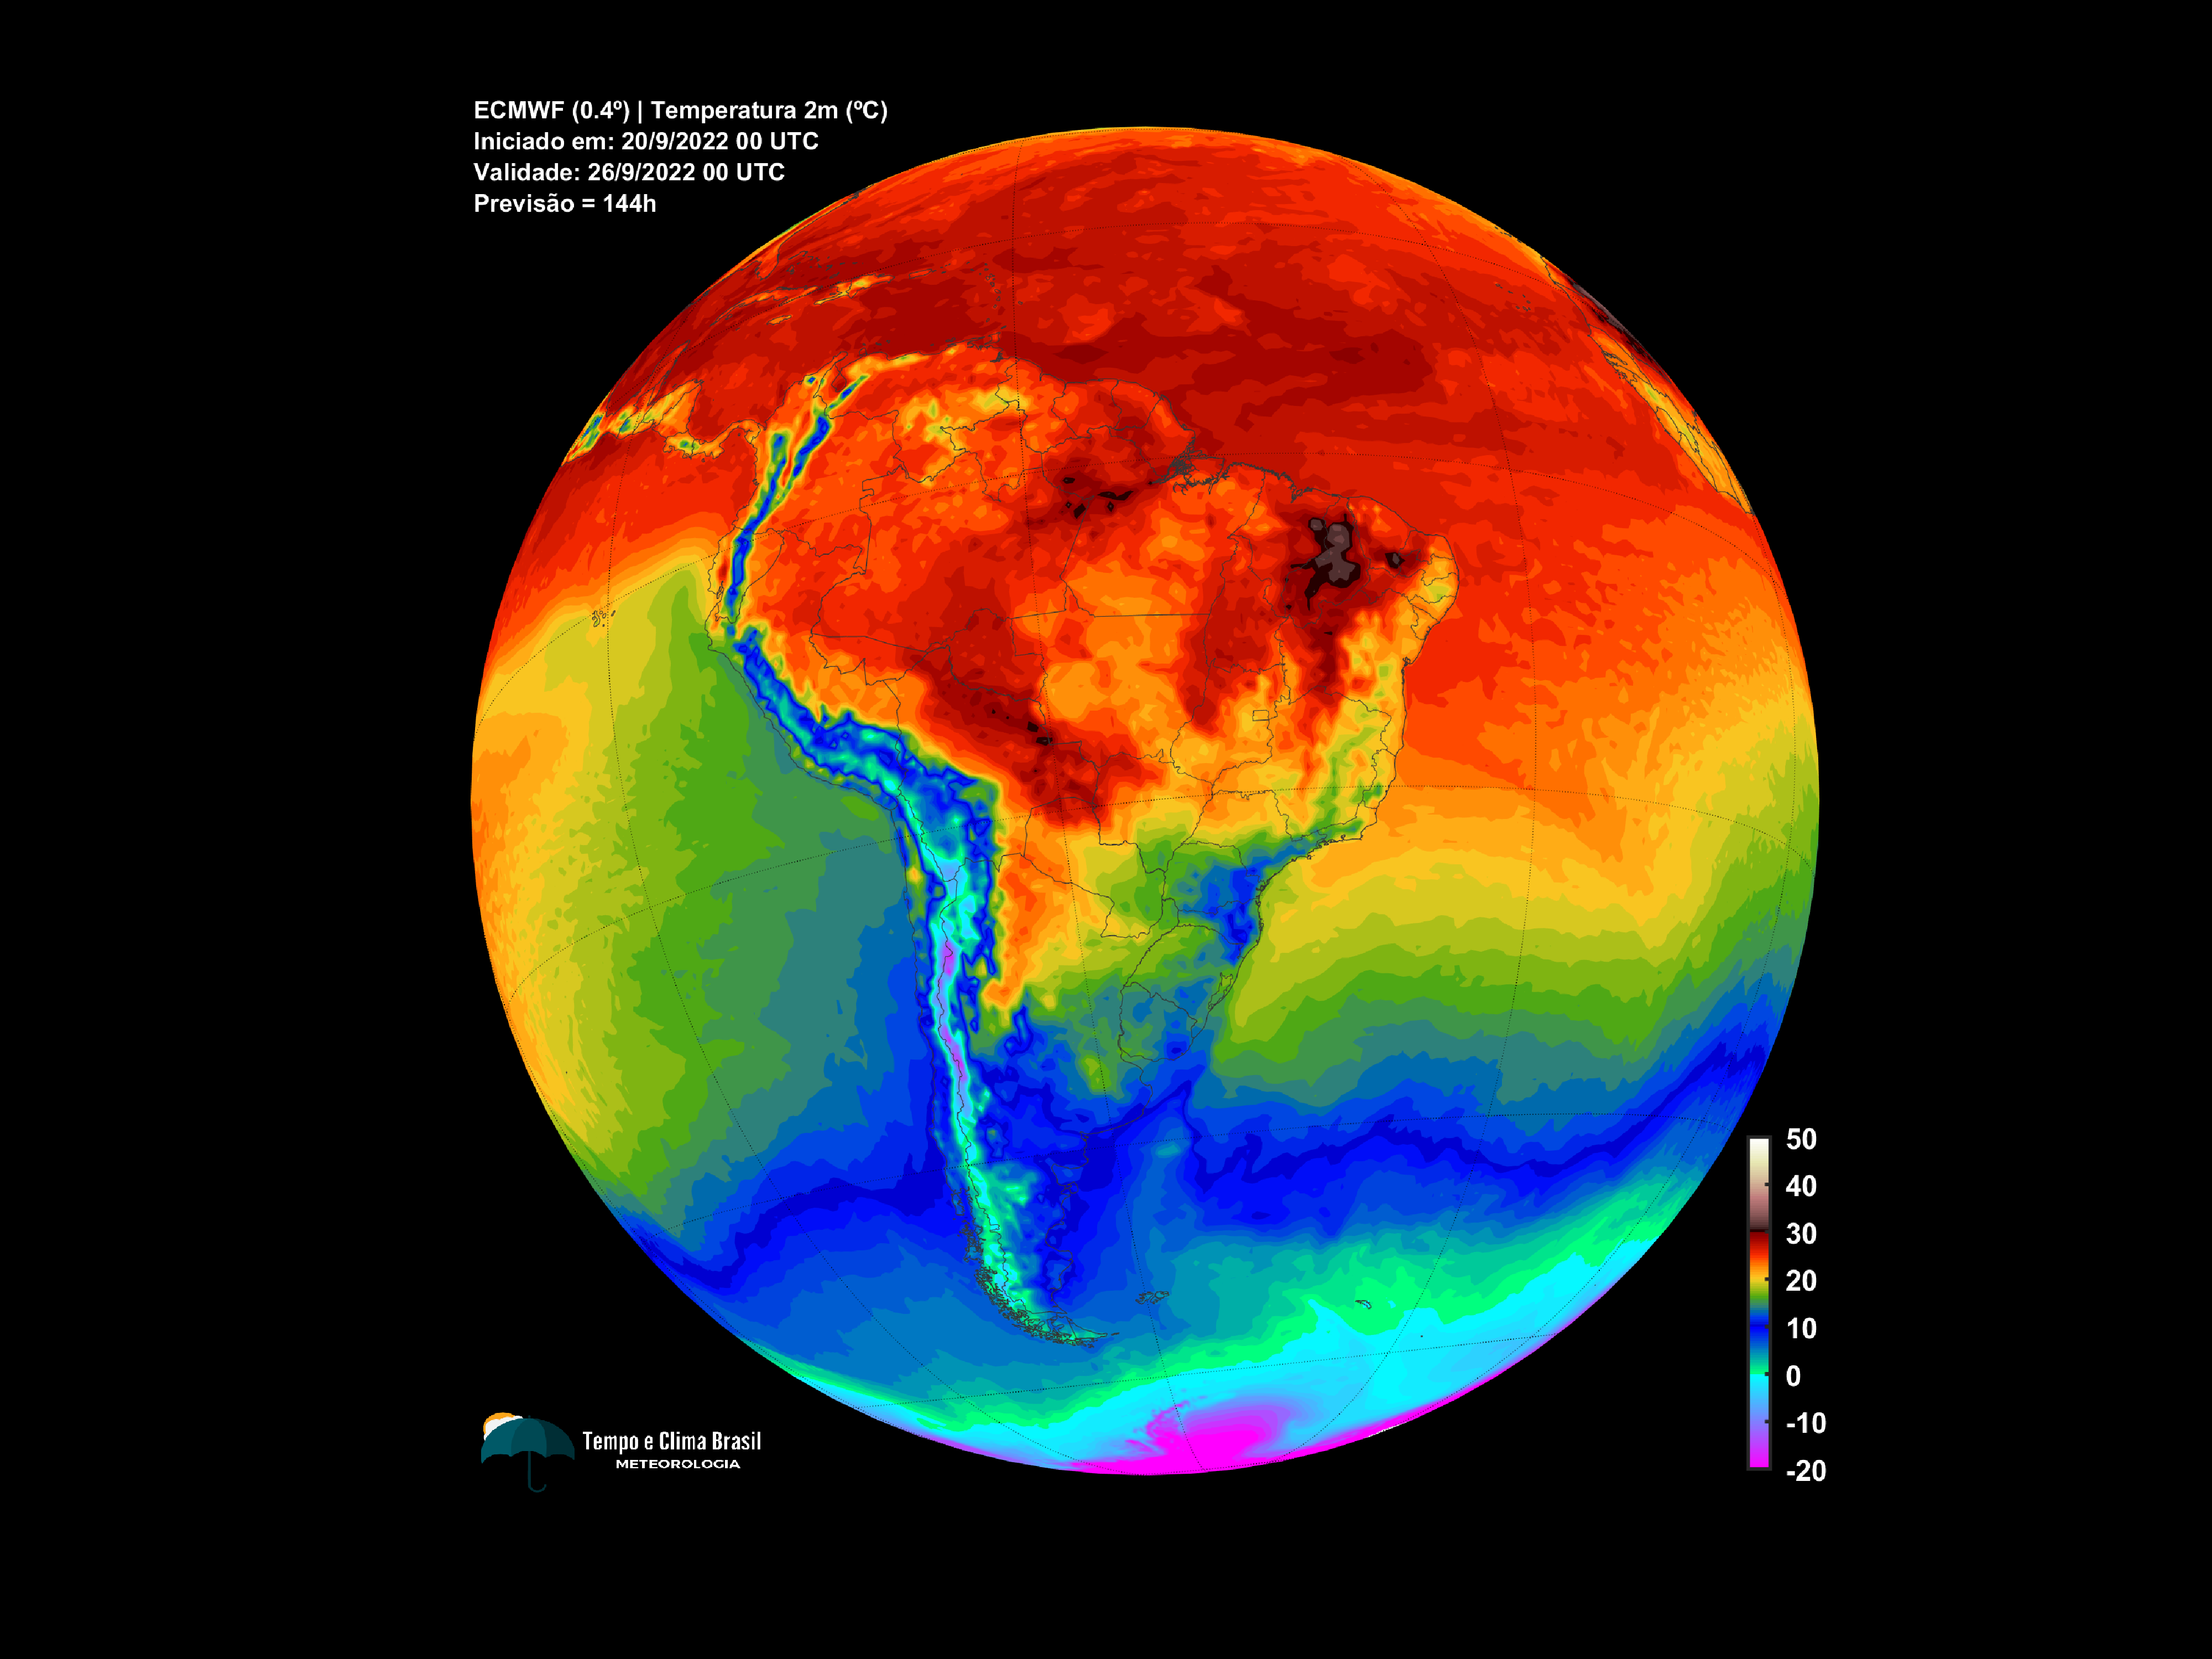 ECMWF (0.4º) | Temperatura 2m (ºC)
Iniciado em: 20/9/2022 00 UTC
Validade: 26/9/2022 00 UTC
Previsão = 144h
50
40
30
20
10
0
-10
-20
Tempo e Clima Brasil
METEOROLOGIA